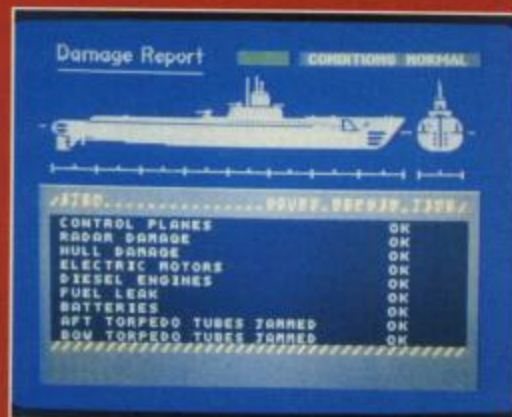 Damage Report
CONDITIONS NORMAL
CONTROL PLANES OK
RADAR DAMAGE OK
HULL DAMAGE OK
ELECTRIC MOTORS OK
DIESEL ENGINES OK
FUEL LEAK OK
BATTERIES OK
AFT TORPEDO TUBES JAMMED OK
BOW TORPEDO TUBES JAMMED OK